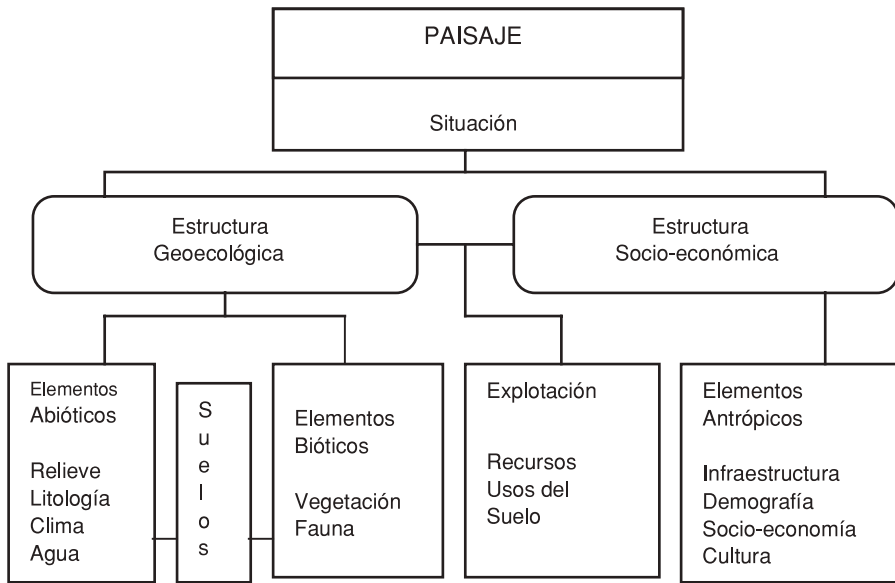 PAISAJE
Situación
Estructura
Geoecológica
Estructura
Socio-económica
Elementos
Abióticos
Relieve
Litología
Clima
Agua
S
u
e
l
o
s
Elementos
Bióticos
Vegetación
Fauna
Explotación
Recursos
Usos del
Suelo
Elementos
Antrópicos
Infraestructura
Demografía
Socio-economía
Cultura